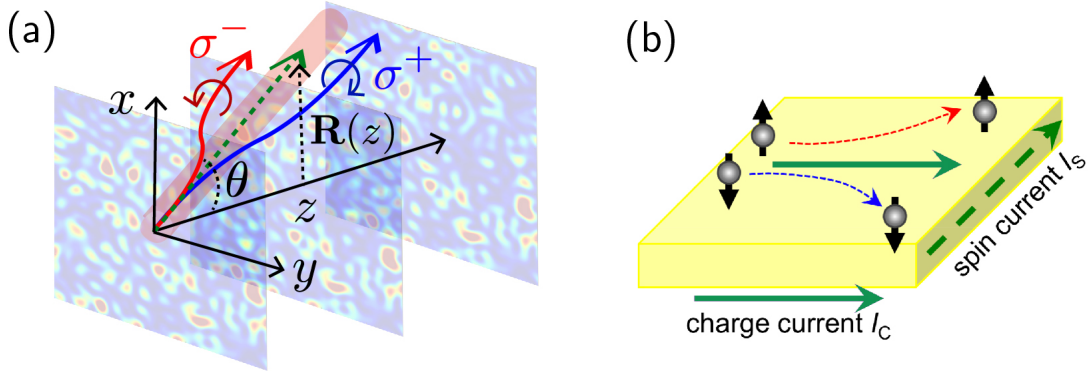 (a)
σ⁻
σ⁺
x
R(z)
θ
z
y
(b)
spin current I_S
charge current I_C